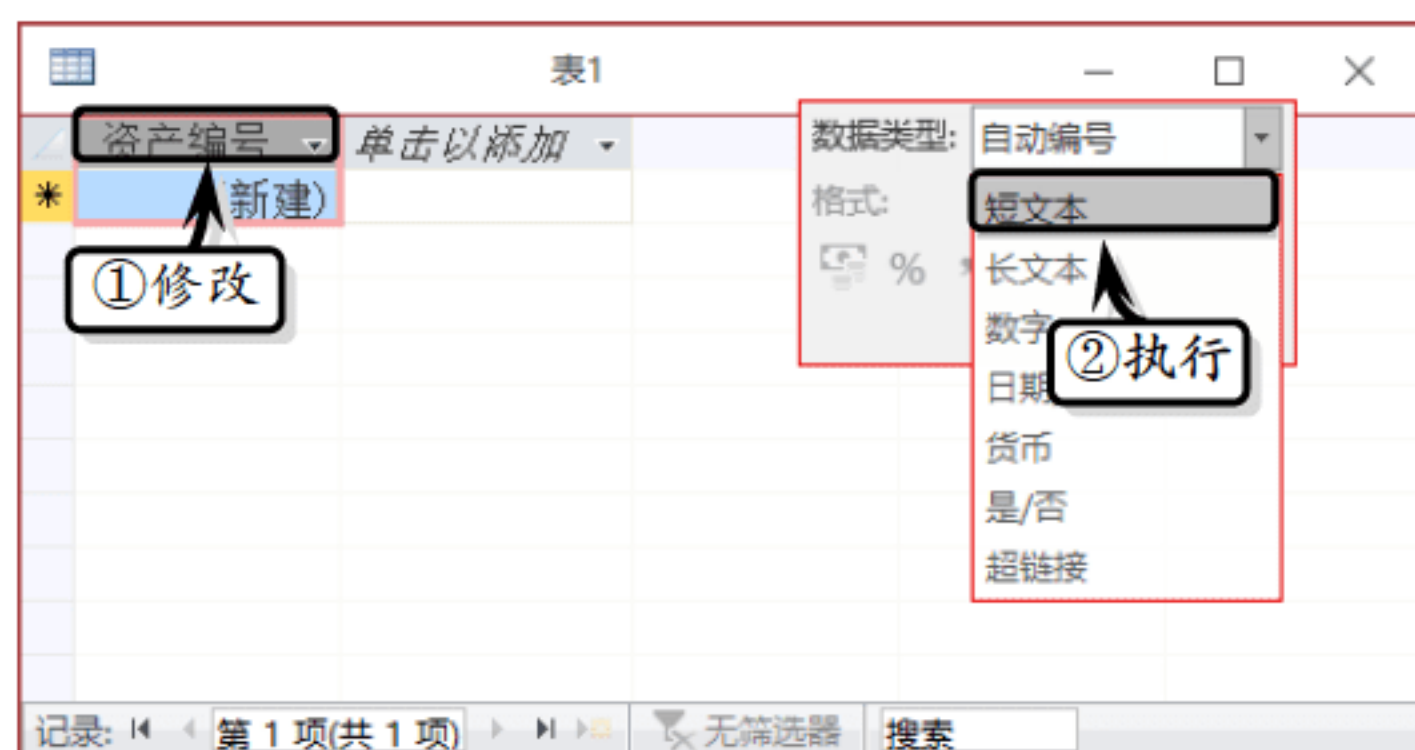 表1
资产编号
单击以添加
数据类型:
自动编号
新建)
格式:
短文本
%
长文本
①修改
数字
②执行
日期
货币
是/否
超链接
记录:
第 1 项(共 1 项)
无筛选器
搜索